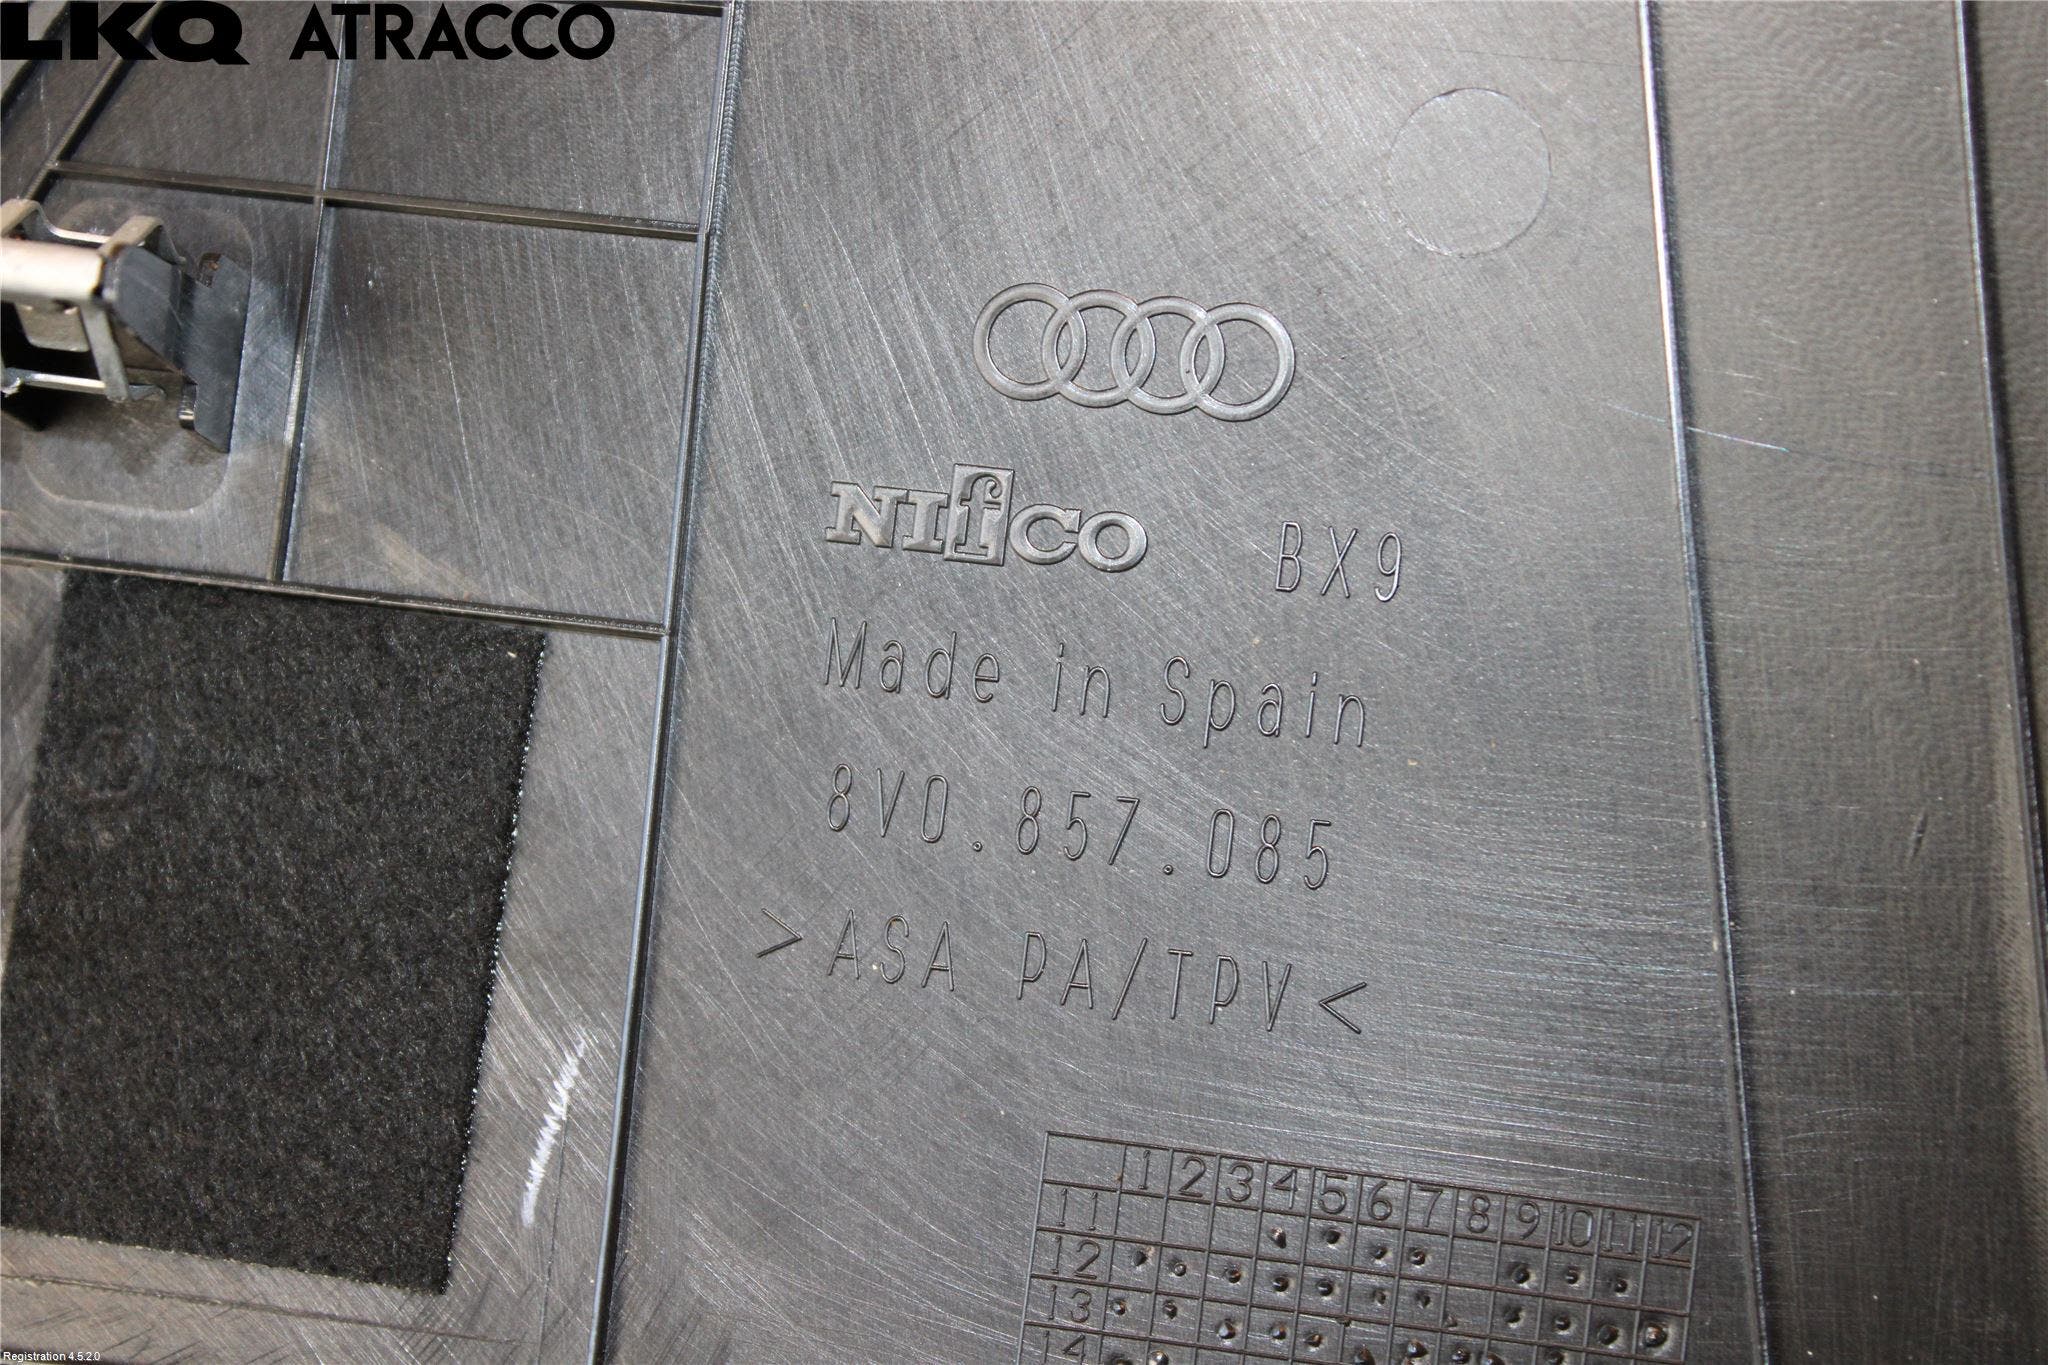 LKQ ATRACCO
NIfCO BX9
Made in Spain
8V0.857.085
>ASA PA/TPV<
1 2 3 4 5 6 7 8 9 10 11 12
11
12
13
14
Registration 4.5.2.0